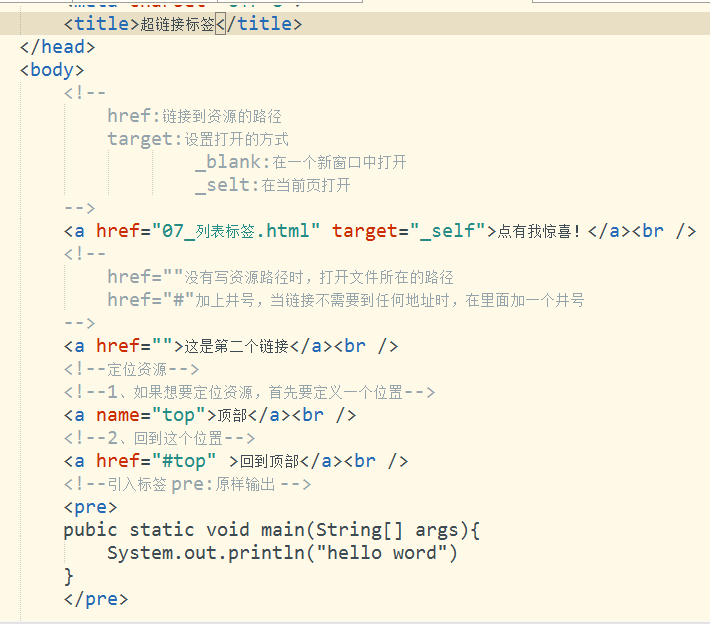 <title>超链接标签</title>
</head>
<body>
<!--
href:链接到资源的路径
target:设置打开的方式
_blank:在一个新窗口中打开
_selt:在当前页打开
-->
<a href="07_列表标签.html" target="_self">点有我惊喜!</a><br />
<!--
href=""没有写资源路径时，打开文件所在的路径
href="#"加上井号，当链接不需要到任何地址时，在里面加一个井号
-->
<a href="">这是第二个链接</a><br />
<!--定位资源-->
<!--1、如果想要定位资源，首先要定义一个位置-->
<a name="top">顶部</a><br />
<!--2、回到这个位置-->
<a href="#top" >回到顶部</a><br />
<!--引入标签 pre:原样输出 -->
<pre>
pubic static void main(String[] args){
System.out.println("hello word")
}
</pre>